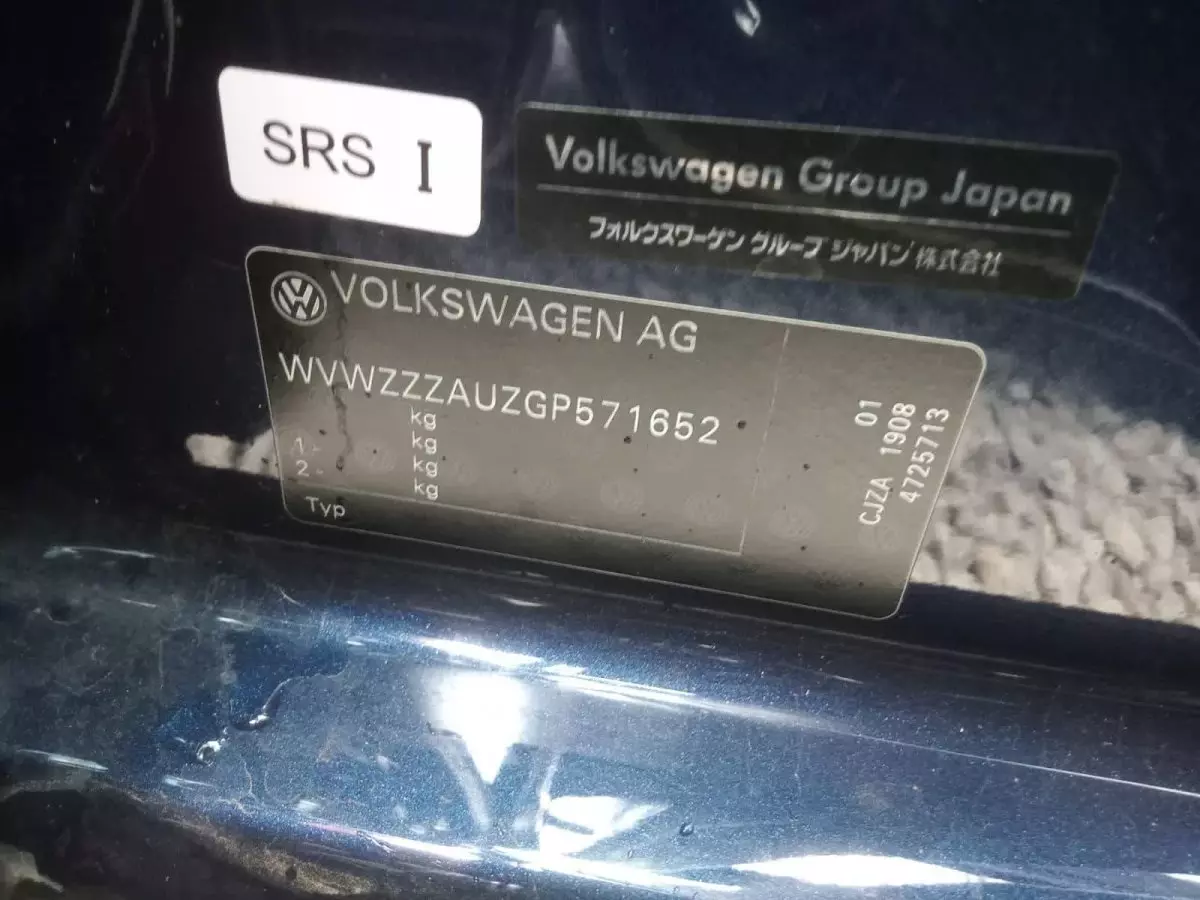 SRS I
Volkswagen Group Japan
フォルクスワーゲン グループ ジャパン 株式会社
VOLKSWAGEN AG
WVWZZZAUZGP571652
kg
kg
1- kg
2- kg
Typ
01
CJZA 1908
4725713